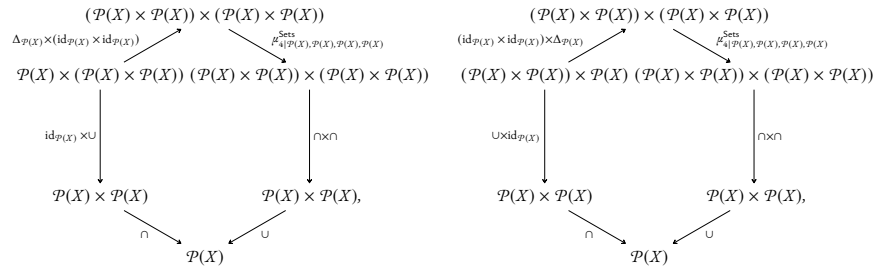 (𝒫(X) × 𝒫(X)) × (𝒫(X) × 𝒫(X))
Δ_{𝒫(X)}×(id_{𝒫(X)} × id_{𝒫(X)})
μ^{Sets}_{4|𝒫(X),𝒫(X),𝒫(X),𝒫(X)}
𝒫(X) × (𝒫(X) × 𝒫(X)) (𝒫(X) × 𝒫(X)) × (𝒫(X) × 𝒫(X))
id_{𝒫(X)} ×∪
∩×∩
𝒫(X) × 𝒫(X)
𝒫(X) × 𝒫(X),
∩
∪
𝒫(X)
(𝒫(X) × 𝒫(X)) × (𝒫(X) × 𝒫(X))
(id_{𝒫(X)} × id_{𝒫(X)})×Δ_{𝒫(X)}
μ^{Sets}_{4|𝒫(X),𝒫(X),𝒫(X),𝒫(X)}
(𝒫(X) × 𝒫(X)) × 𝒫(X) (𝒫(X) × 𝒫(X)) × (𝒫(X) × 𝒫(X))
∪×id_{𝒫(X)}
∩×∩
𝒫(X) × 𝒫(X)
𝒫(X) × 𝒫(X),
∩
∪
𝒫(X)